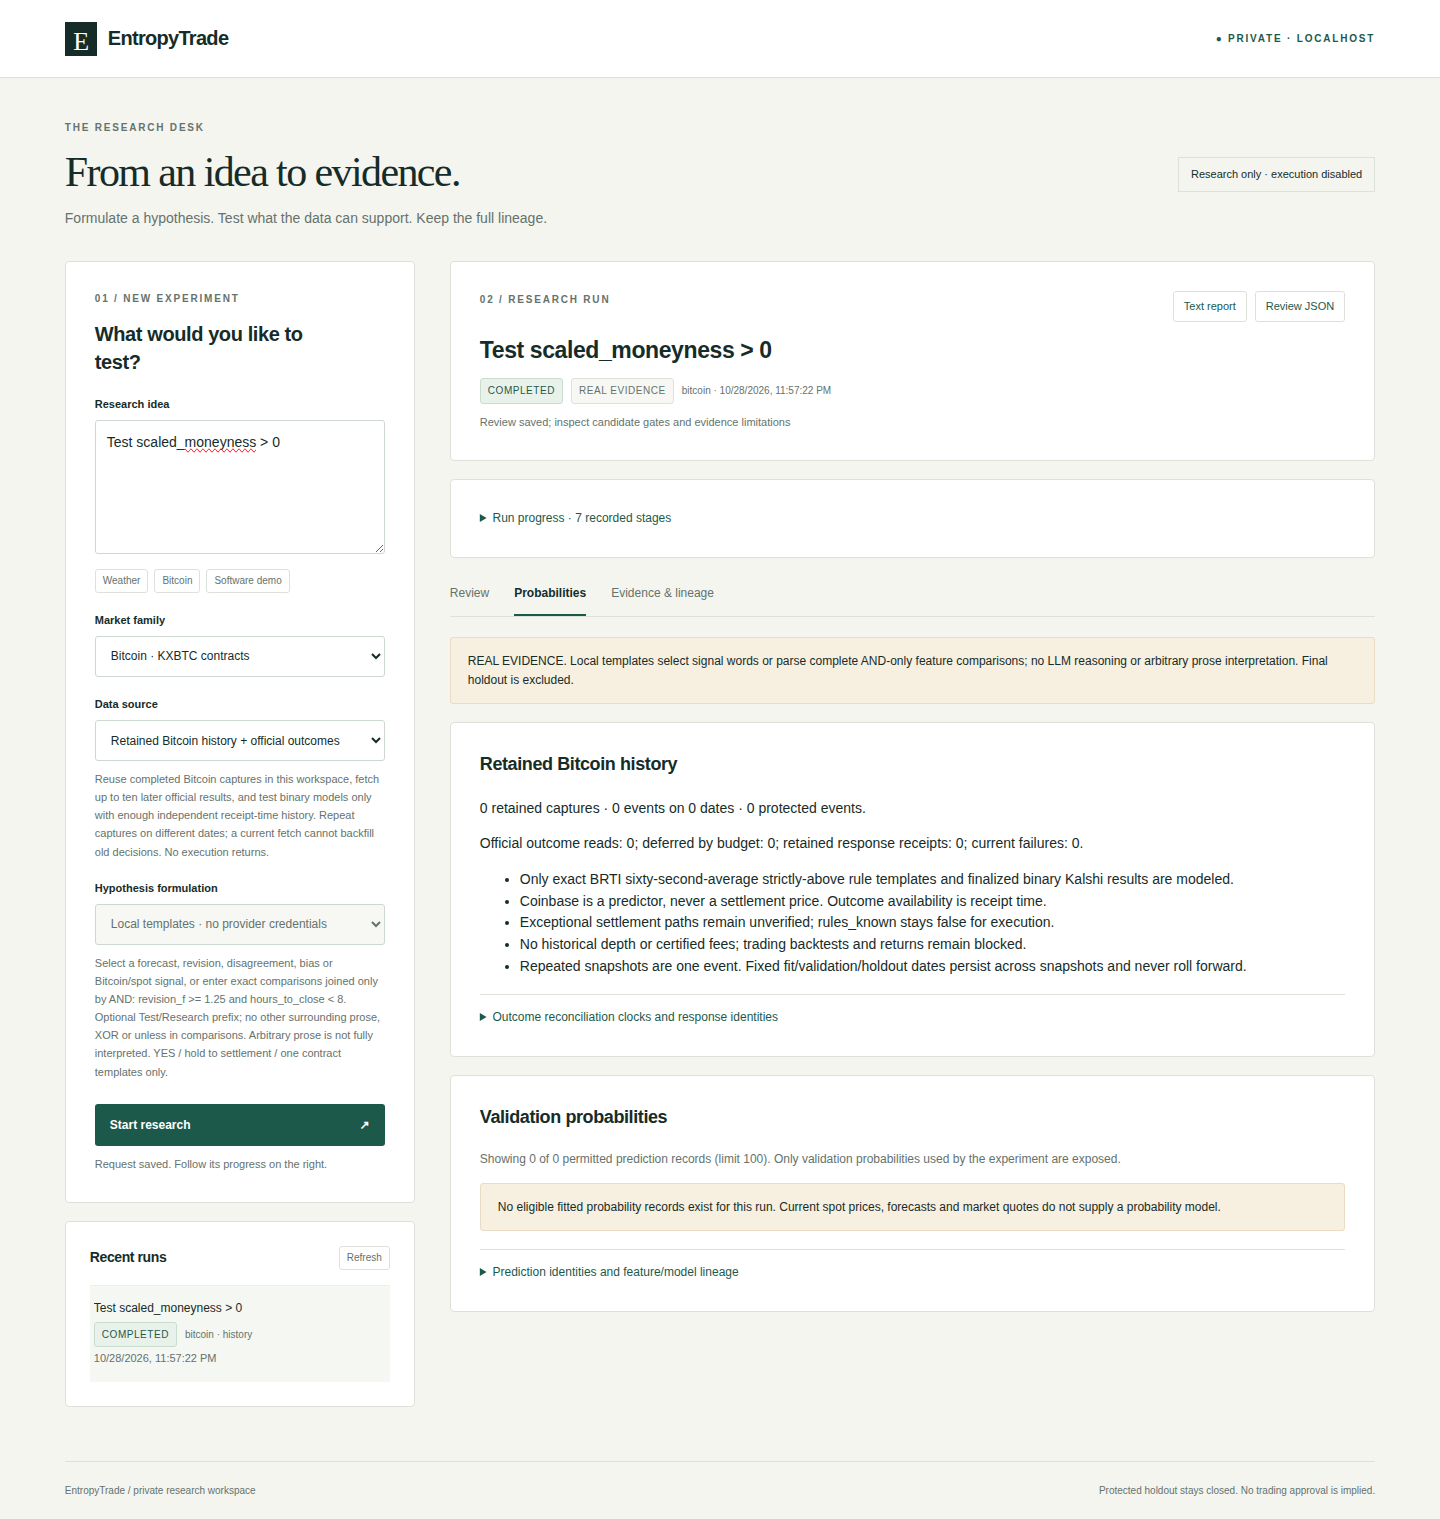 E EntropyTrade
● PRIVATE · LOCALHOST
THE RESEARCH DESK
From an idea to evidence.
Research only · execution disabled
Formulate a hypothesis. Test what the data can support. Keep the full lineage.
01 / NEW EXPERIMENT
What would you like to
test?
Research idea
Test scaled_moneyness > 0
Weather
Bitcoin
Software demo
Market family
Bitcoin · KXBTC contracts
Data source
Retained Bitcoin history + official outcomes
Reuse completed Bitcoin captures in this workspace, fetch
up to ten later official results, and test binary models only
with enough independent receipt-time history. Repeat
captures on different dates; a current fetch cannot backfill
old decisions. No execution returns.
Hypothesis formulation
Local templates · no provider credentials
Select a forecast, revision, disagreement, bias or
Bitcoin/spot signal, or enter exact comparisons joined only
by AND: revision_f >= 1.25 and hours_to_close < 8.
Optional Test/Research prefix; no other surrounding prose,
XOR or unless in comparisons. Arbitrary prose is not fully
interpreted. YES / hold to settlement / one contract
templates only.
Start research ↗
Request saved. Follow its progress on the right.
Recent runs
Refresh
Test scaled_moneyness > 0
COMPLETED bitcoin · history
10/28/2026, 11:57:22 PM
02 / RESEARCH RUN
Text report
Review JSON
Test scaled_moneyness > 0
COMPLETED REAL EVIDENCE bitcoin · 10/28/2026, 11:57:22 PM
Review saved; inspect candidate gates and evidence limitations
▶ Run progress · 7 recorded stages
Review
Probabilities
Evidence & lineage
REAL EVIDENCE. Local templates select signal words or parse complete AND-only feature comparisons; no LLM reasoning or arbitrary prose interpretation. Final
holdout is excluded.
Retained Bitcoin history
0 retained captures · 0 events on 0 dates · 0 protected events.
Official outcome reads: 0; deferred by budget: 0; retained response receipts: 0; current failures: 0.
• Only exact BRTI sixty-second-average strictly-above rule templates and finalized binary Kalshi results are modeled.
• Coinbase is a predictor, never a settlement price. Outcome availability is receipt time.
• Exceptional settlement paths remain unverified; rules_known stays false for execution.
• No historical depth or certified fees; trading backtests and returns remain blocked.
• Repeated snapshots are one event. Fixed fit/validation/holdout dates persist across snapshots and never roll forward.
▶ Outcome reconciliation clocks and response identities
Validation probabilities
Showing 0 of 0 permitted prediction records (limit 100). Only validation probabilities used by the experiment are exposed.
No eligible fitted probability records exist for this run. Current spot prices, forecasts and market quotes do not supply a probability model.
▶ Prediction identities and feature/model lineage
EntropyTrade / private research workspace
Protected holdout stays closed. No trading approval is implied.